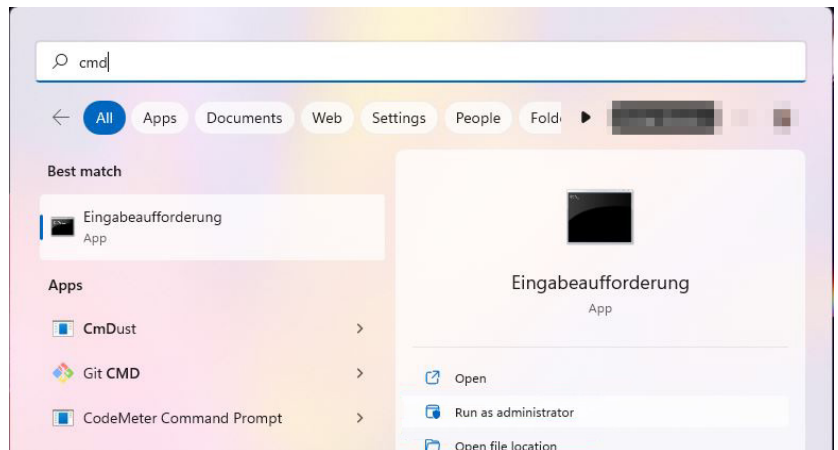 cmd
All Apps Documents Web Settings People Fold
Best match
Eingabeaufforderung
App
Apps
CmDust
Git CMD
CodeMeter Command Prompt
Eingabeaufforderung
App
Open
Run as administrator
Open file location